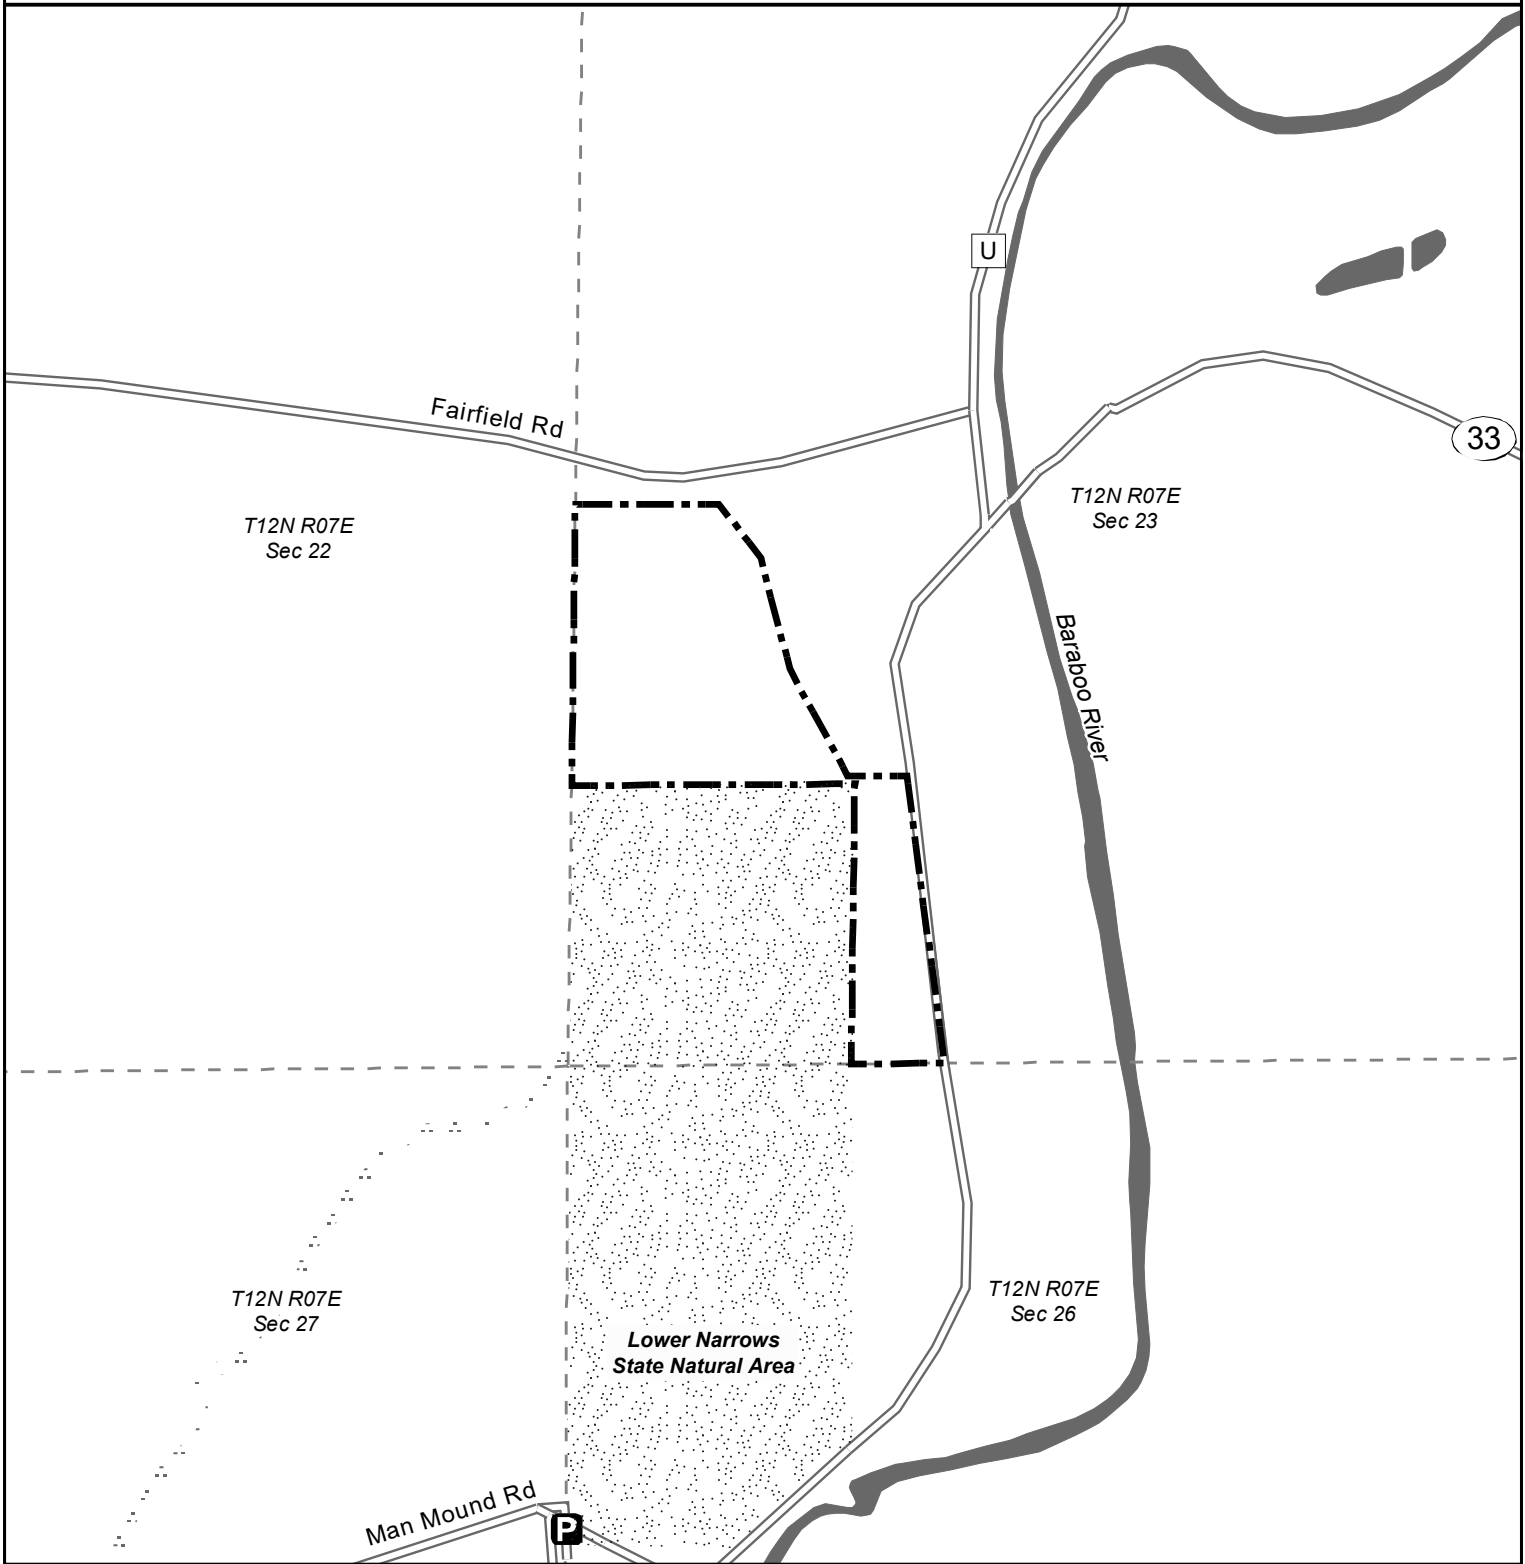 U
Fairfield Rd
33
T12N R07E
Sec 22
T12N R07E
Sec 23
Baraboo River
T12N R07E
Sec 27
T12N R07E
Sec 26
Lower Narrows
State Natural Area
Man Mound Rd
P